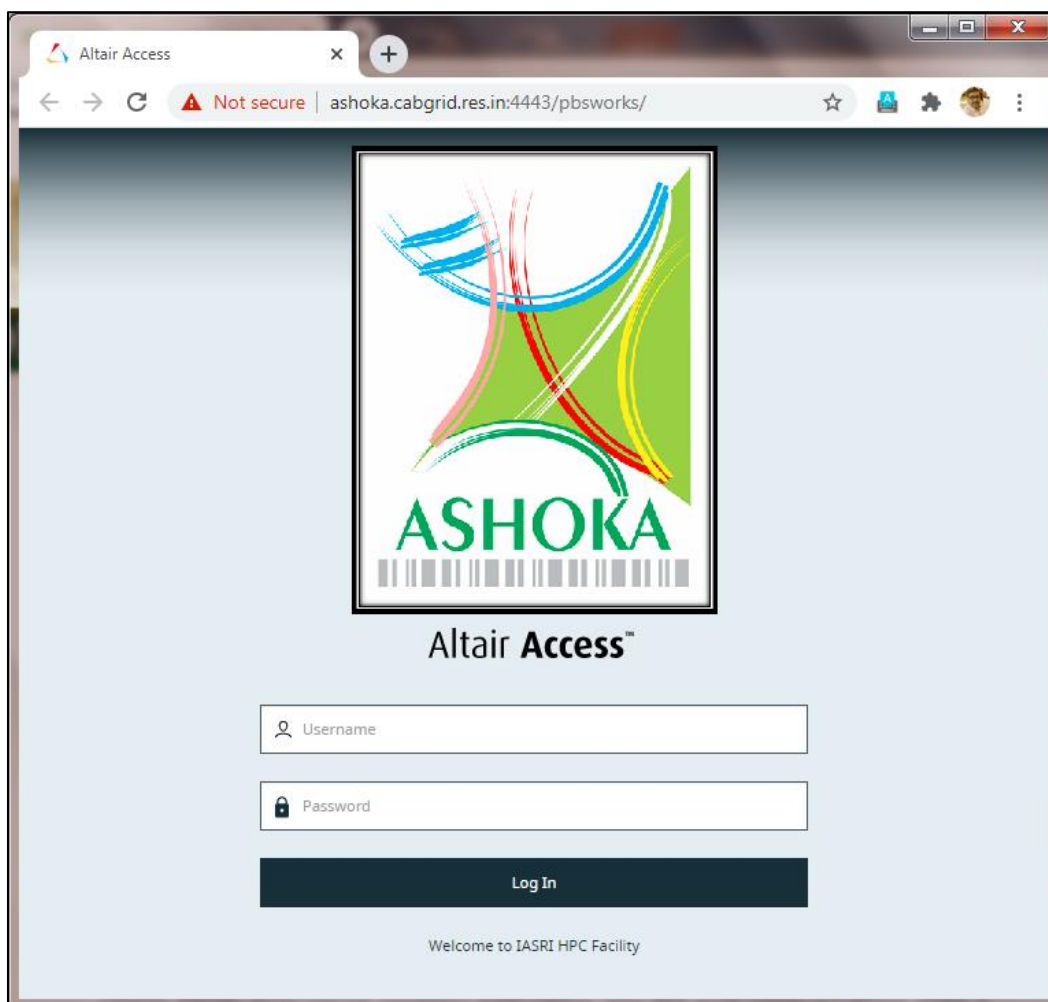 Altair Access
Not secure ashoka.cabgrid.res.in:4443/pbsworks/
ASHOKA
Altair Access™
Username
Password
Log In
Welcome to IASRI HPC Facility